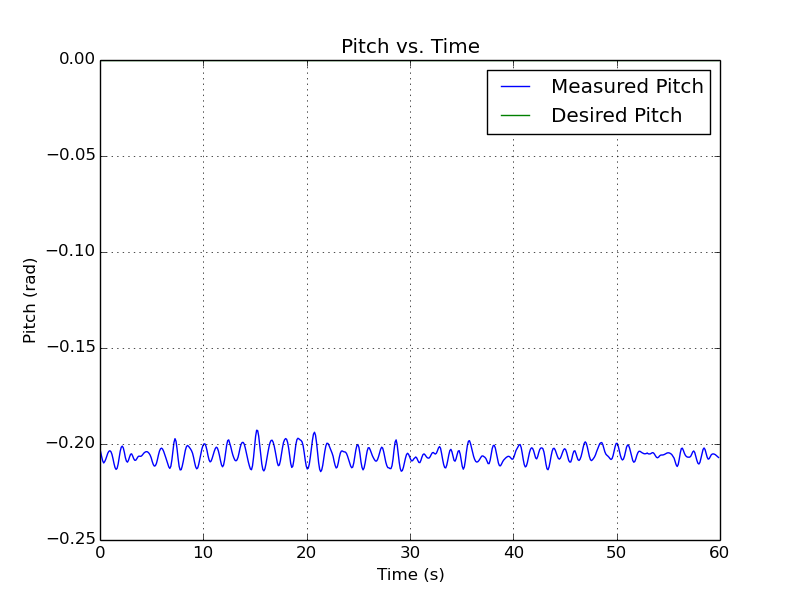 Pitch vs. Time
Measured Pitch
Desired Pitch
0.00
−0.05
−0.10
−0.15
−0.20
−0.25
Pitch (rad)
0 10 20 30 40 50 60
Time (s)